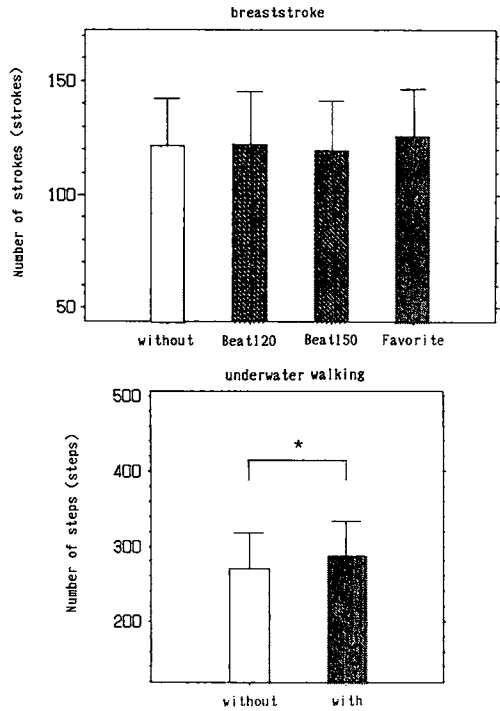 breaststroke
Number of strokes (strokes)
150
100
50
without Beat120 Beat150 Favorite
underwater walking
Number of steps (steps)
500
400
300
200
*
without with